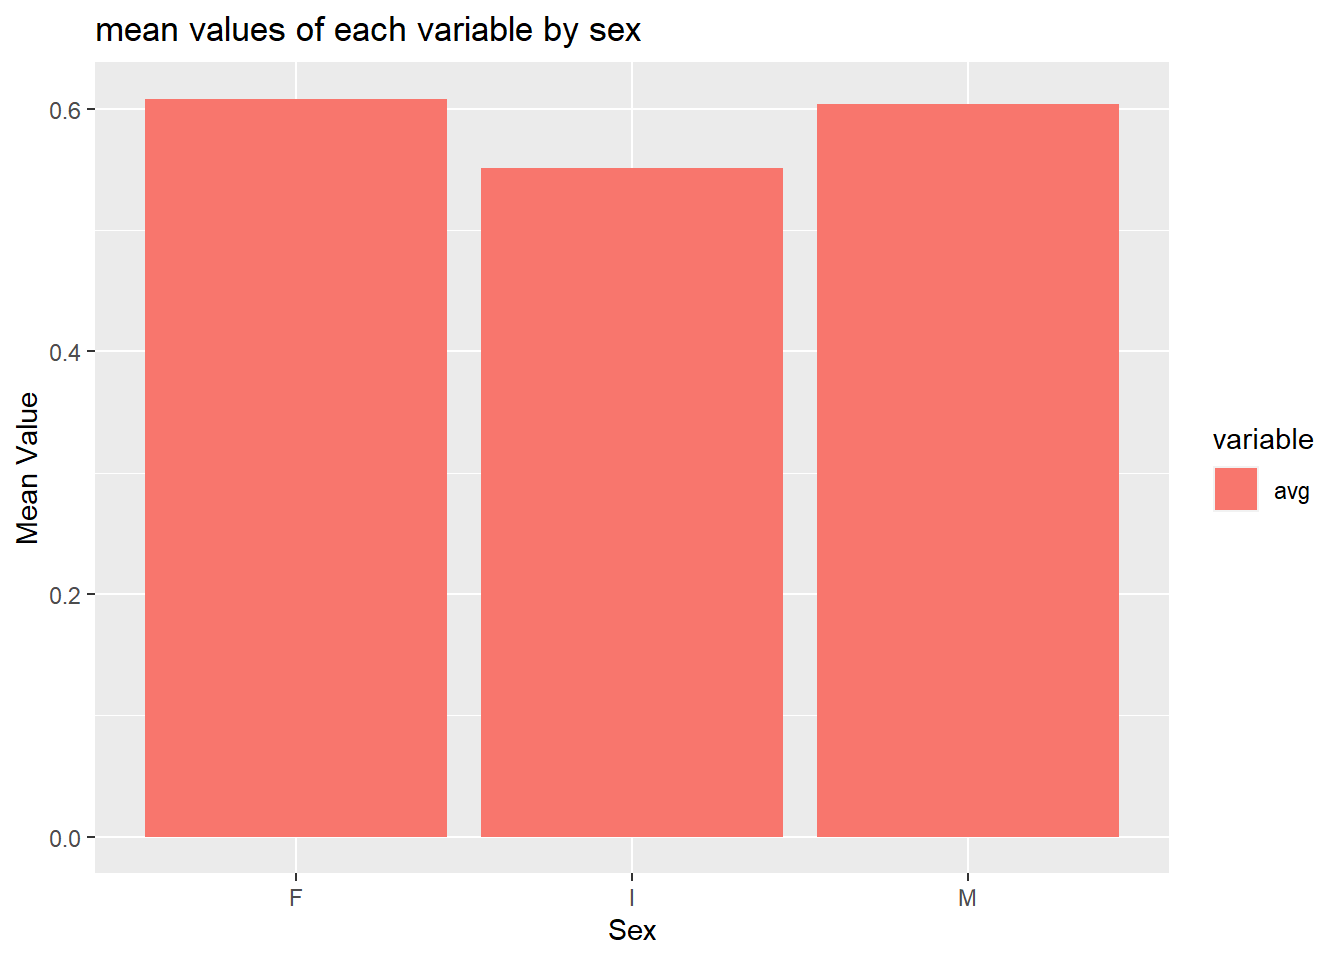 mean values of each variable by sex
0.6
0.4
0.2
0.0
Mean Value
F
I
M
Sex
variable
avg